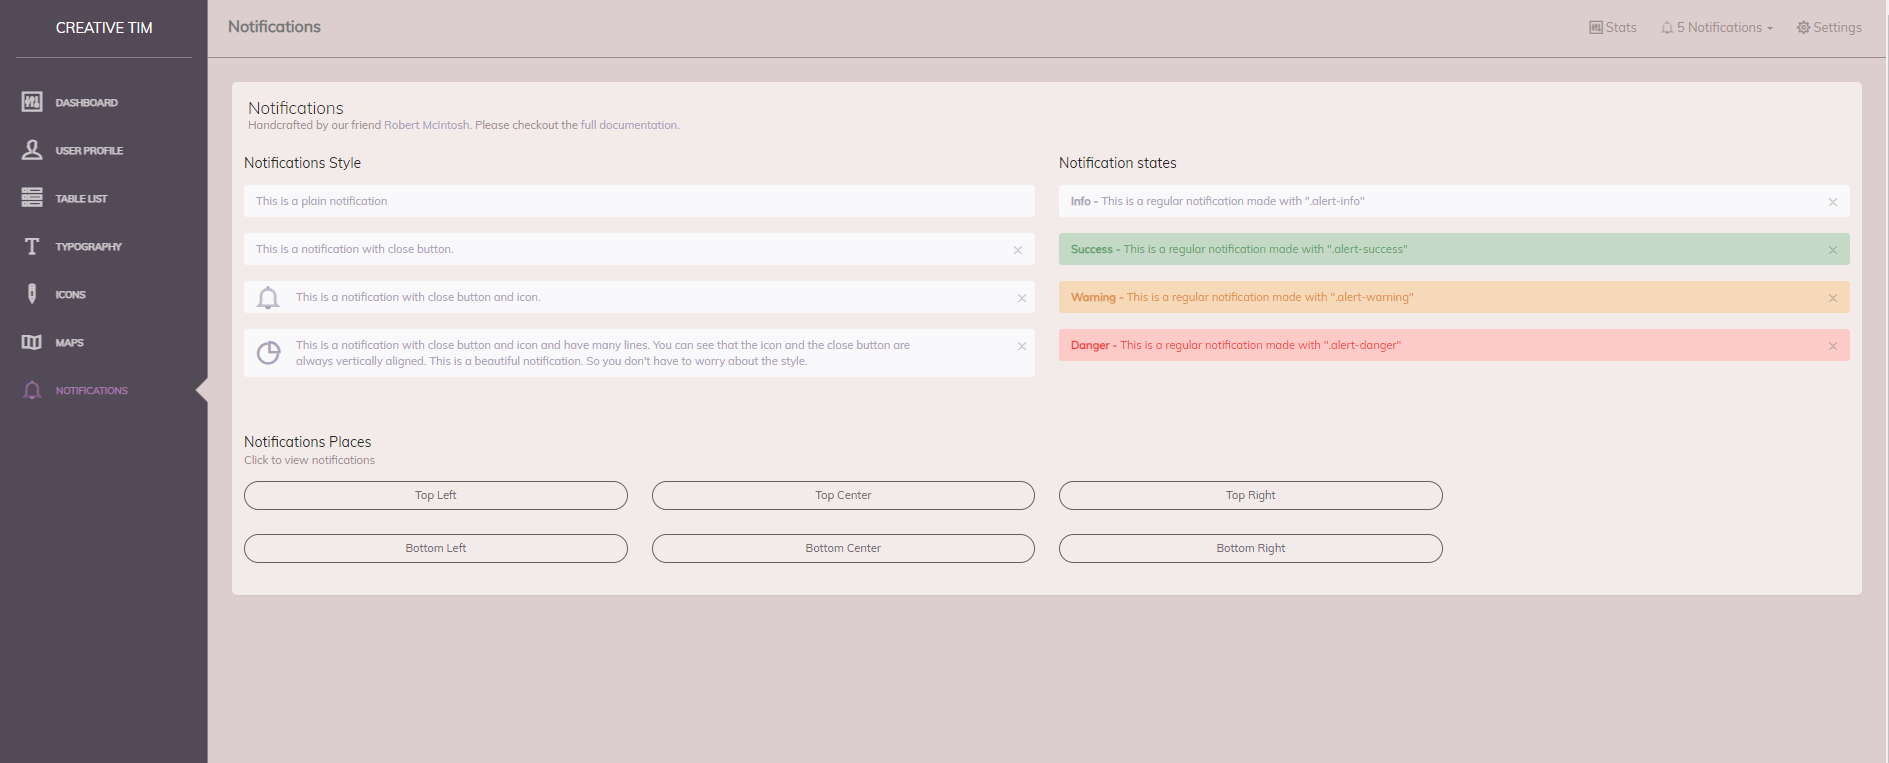 CREATIVE TIM
DASHBOARD
USER PROFILE
TABLE LIST
TYPOGRAPHY
ICONS
MAPS
NOTIFICATIONS
Notifications
Stats
5 Notifications
Settings
Notifications
Handcrafted by our friend Robert McIntosh. Please checkout the full documentation.
Notifications Style
This is a plain notification
This is a notification with close button.
This is a notification with close button and icon.
This is a notification with close button and icon and have many lines. You can see that the icon and the close button are
always vertically aligned. This is a beautiful notification. So you don't have to worry about the style.
Notification states
Info - This is a regular notification made with ".alert-info"
Success - This is a regular notification made with ".alert-success"
Warning - This is a regular notification made with ".alert-warning"
Danger - This is a regular notification made with ".alert-danger"
Notifications Places
Click to view notifications
Top Left
Top Center
Top Right
Bottom Left
Bottom Center
Bottom Right